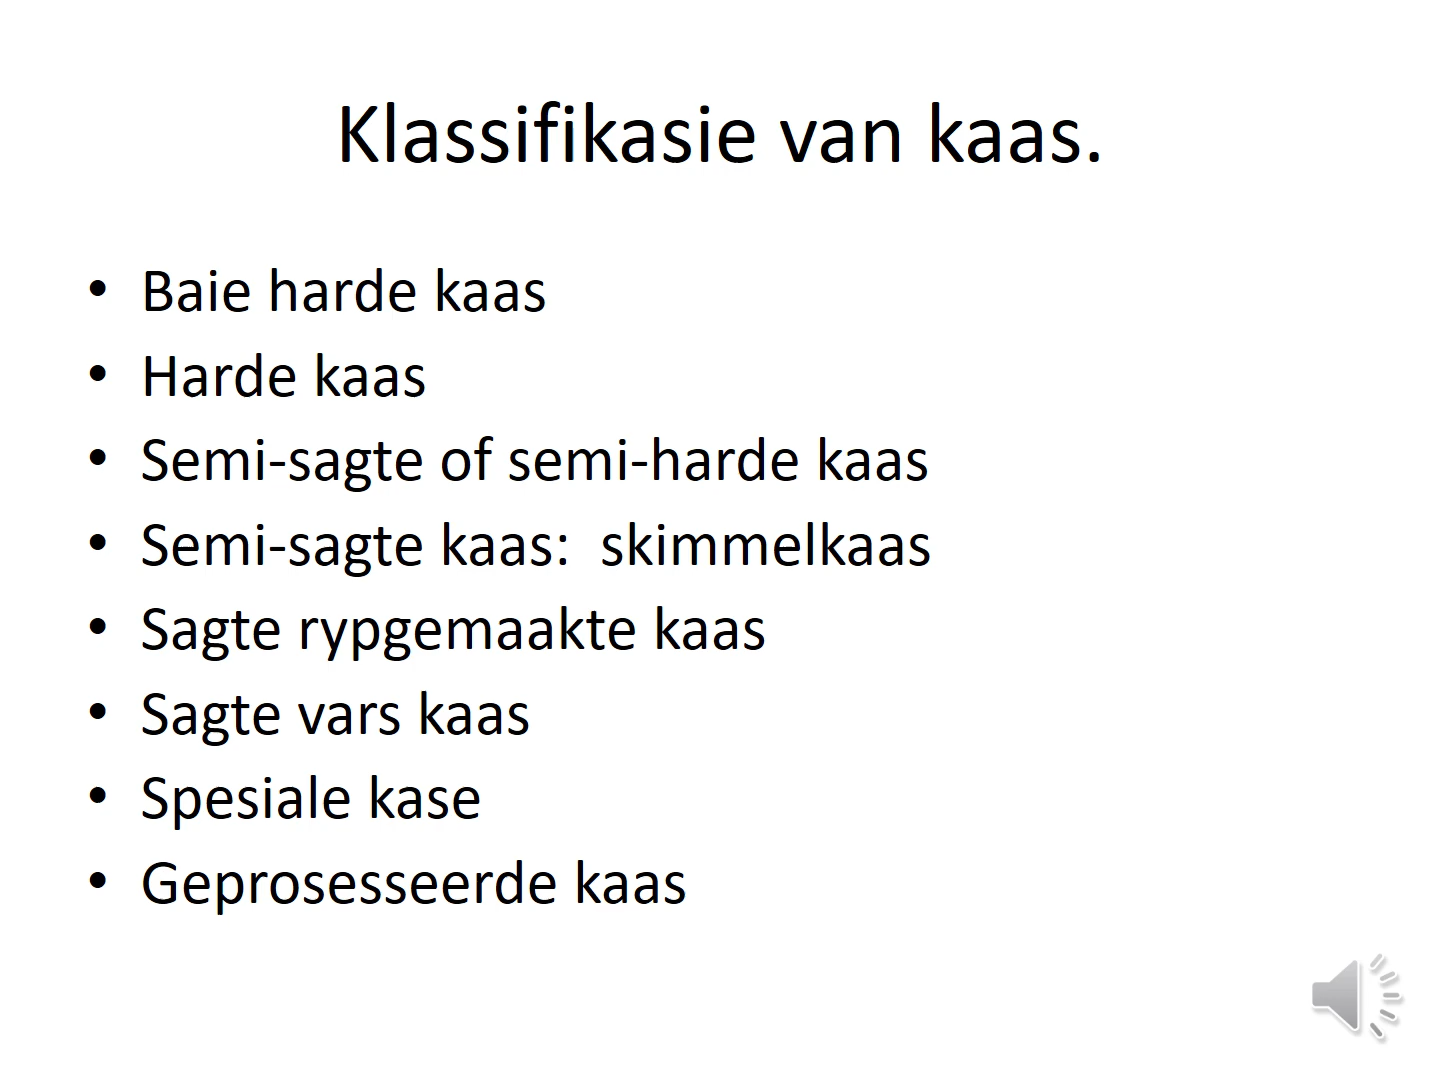 Klassifikasie van kaas.
• Baie harde kaas
• Harde kaas
• Semi-sagte of semi-harde kaas
• Semi-sagte kaas:  skimmelkaas
• Sagte rypgemaakte kaas
• Sagte vars kaas
• Spesiale kase
• Geprosesseerde kaas